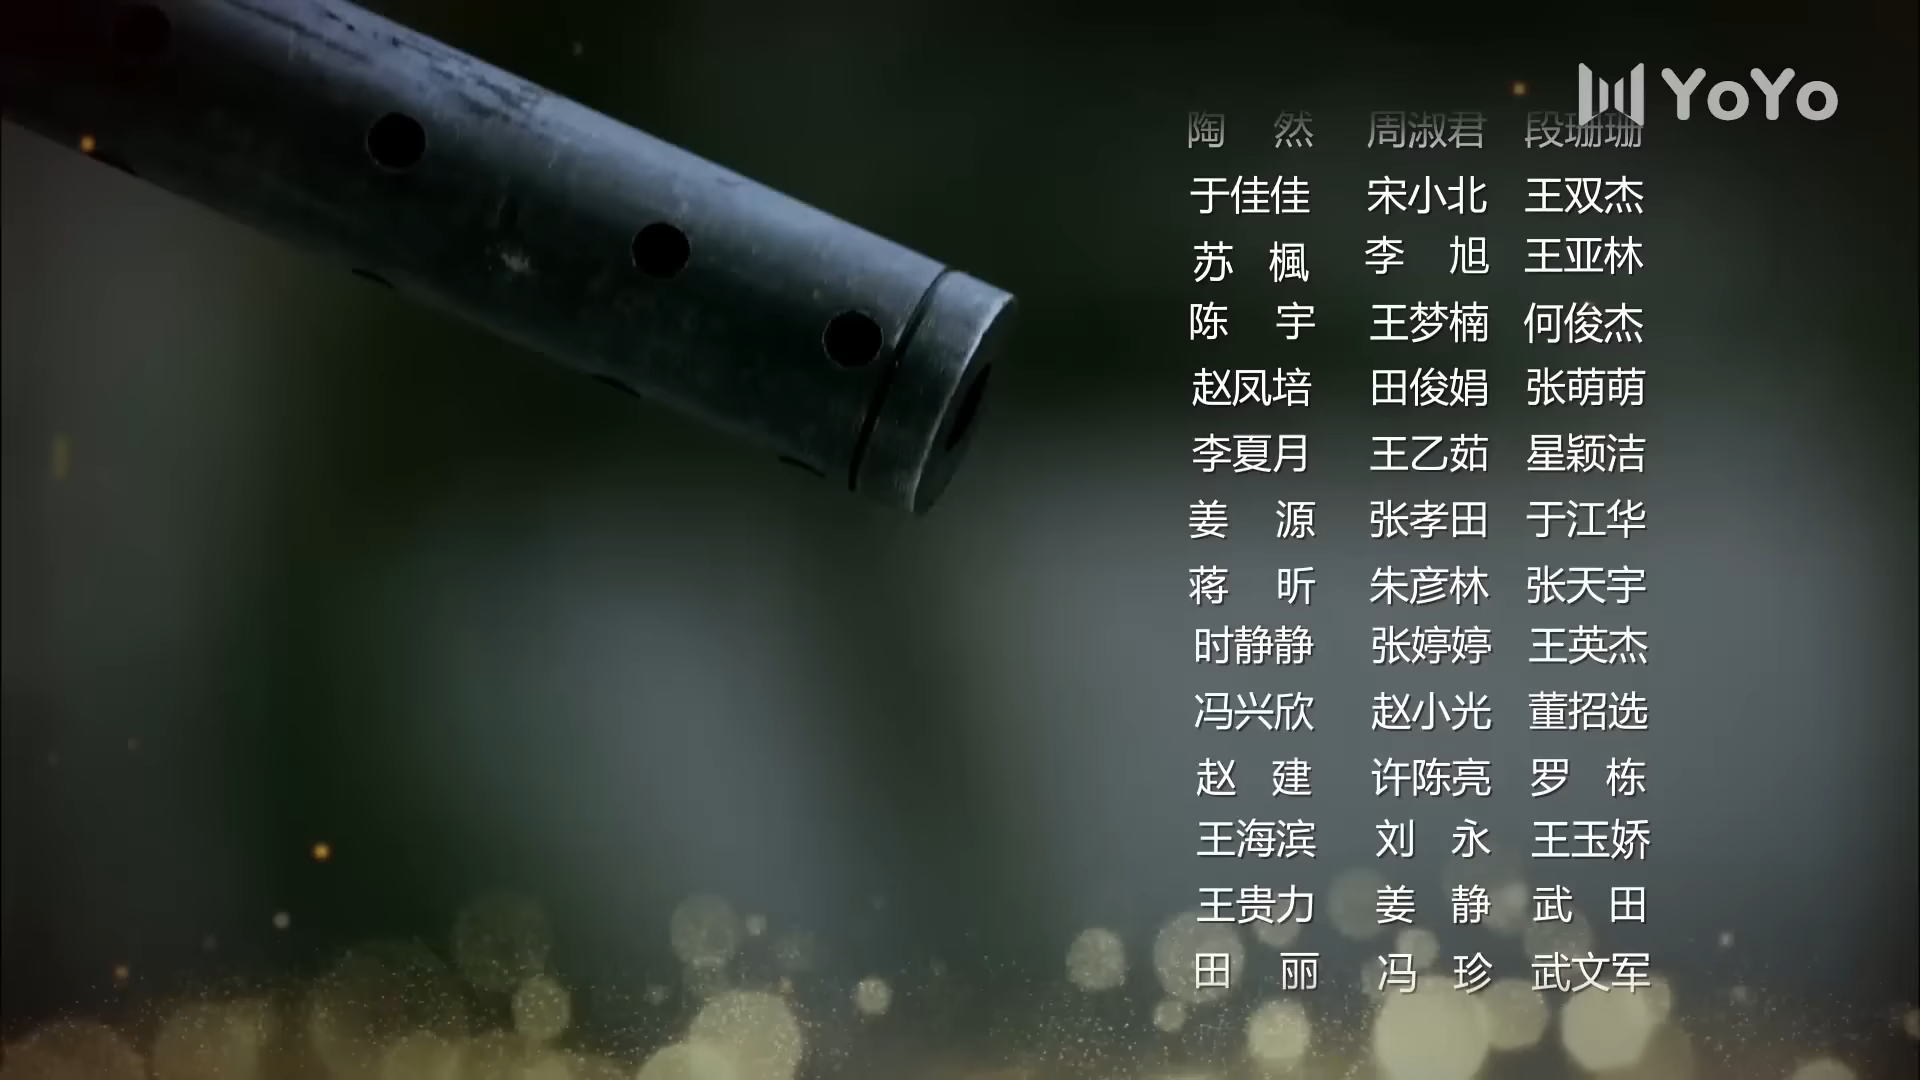 YoYo
陶 然 周淑君 段珊珊
于佳佳 宋小北 王双杰
苏 楓 李 旭 王亚林
陈 宇 王梦楠 何俊杰
赵凤培 田俊娟 张萌萌
李夏月 王乙茹 星颖洁
姜 源 张孝田 于江华
蒋 昕 朱彦林 张天宇
时静静 张婷婷 王英杰
冯兴欣 赵小光 董招选
赵 建 许陈亮 罗 栋
王海滨 刘 永 王玉娇
王贵力 姜 静 武 田
田 丽 冯 珍 武文军